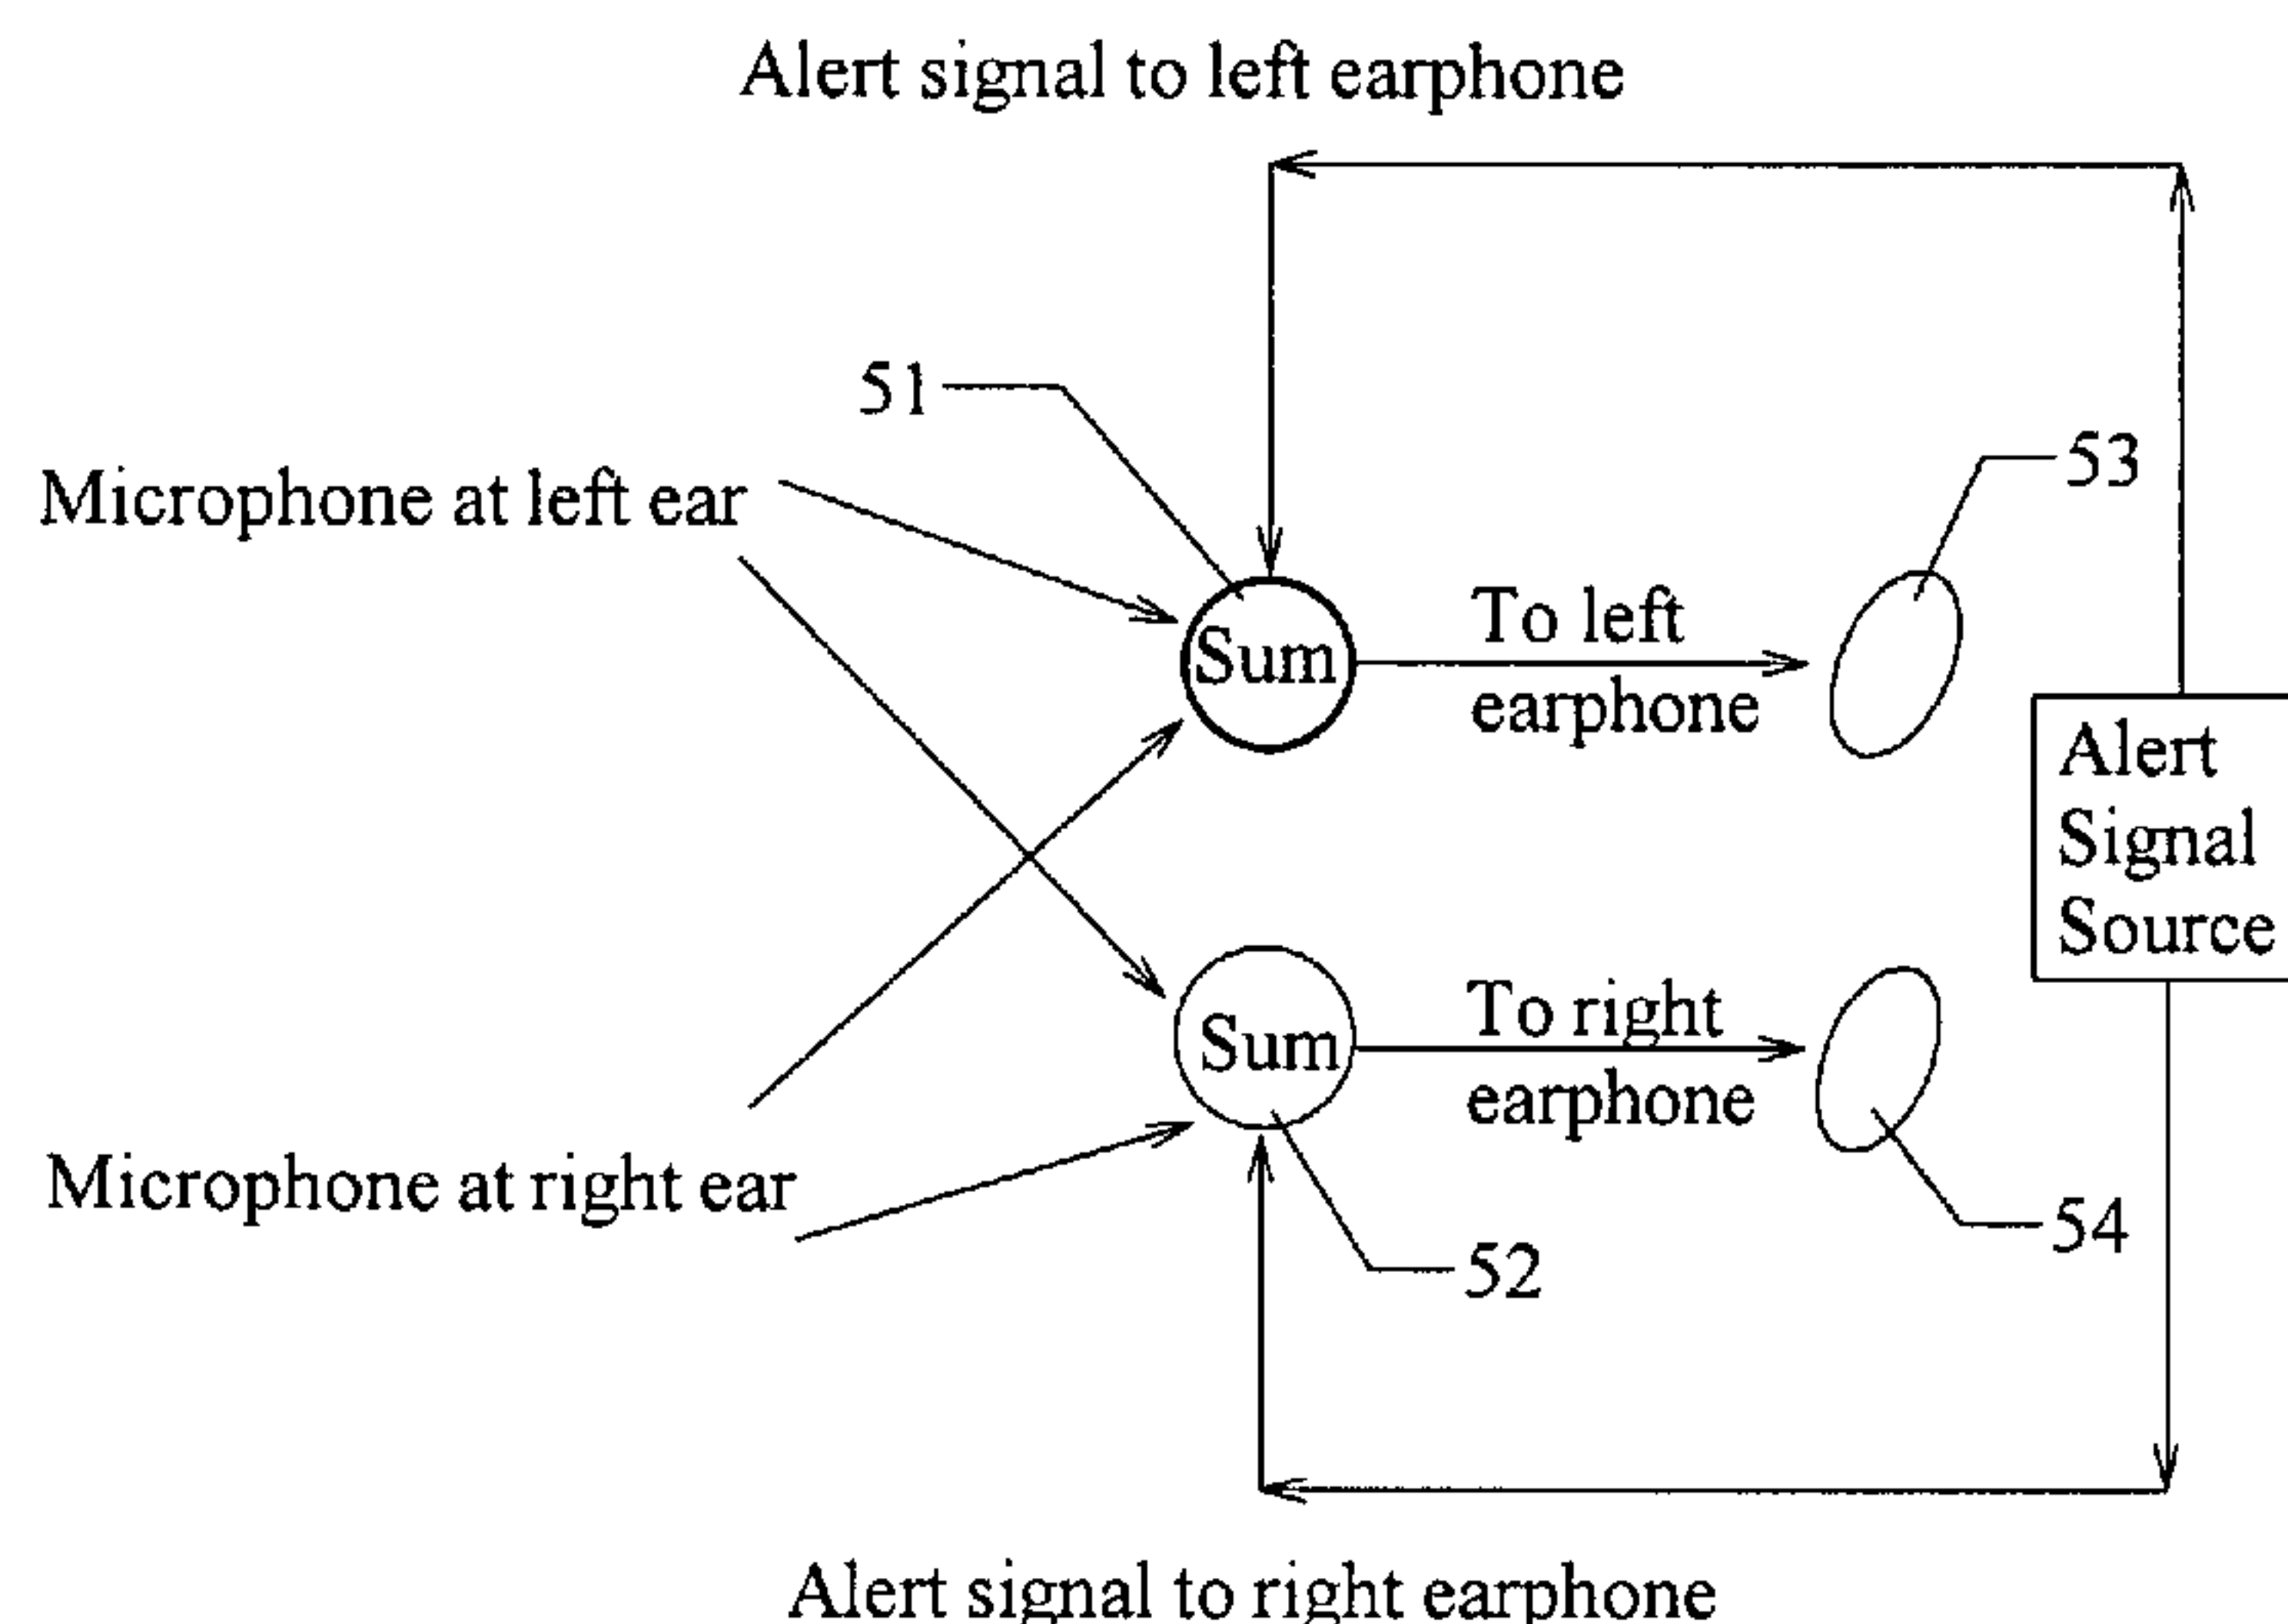 Alert signal to left earphone
51
53
Microphone at left ear
Sum
To left
earphone
Alert
Signal
Source
Sum
To right
earphone
Microphone at right ear
52
54
Alert signal to right earphone